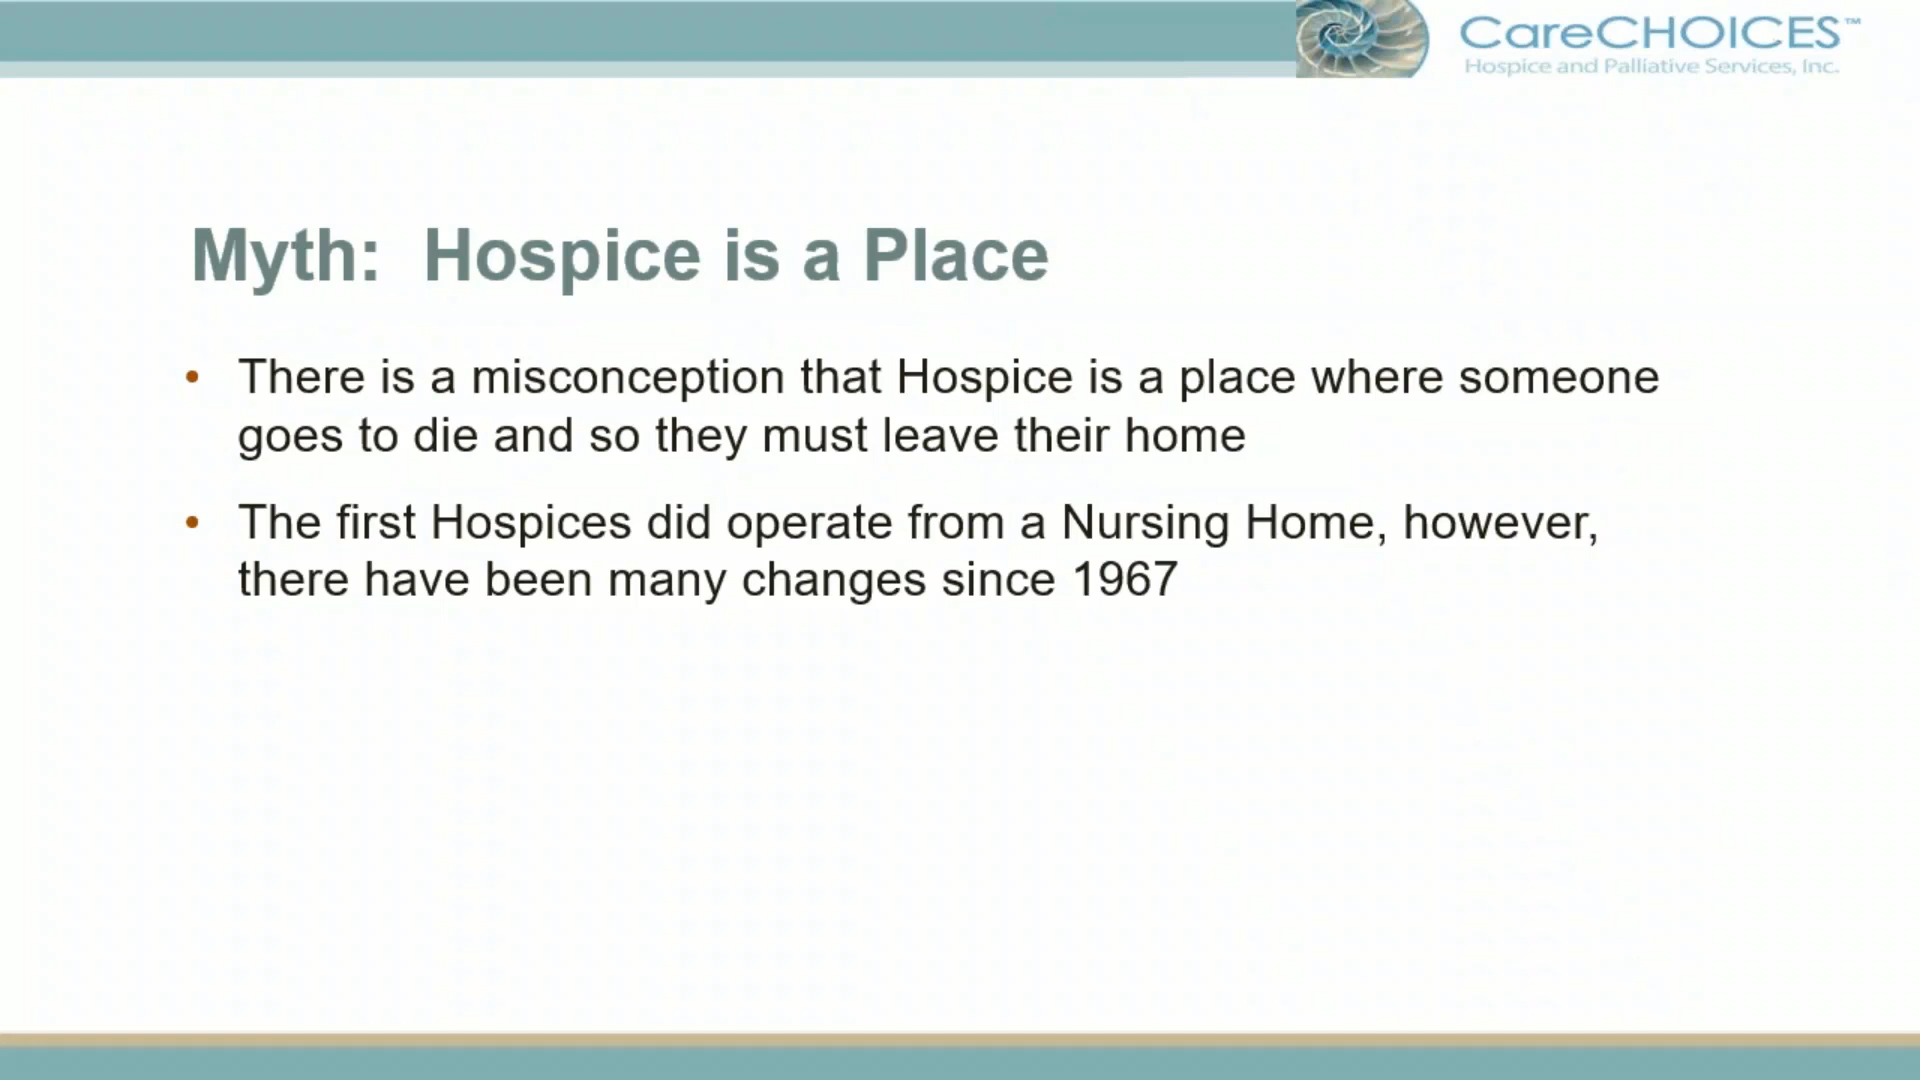 CareCHOICES™
Hospice and Palliative Services, Inc.
Myth: Hospice is a Place
• There is a misconception that Hospice is a place where someone
goes to die and so they must leave their home
• The first Hospices did operate from a Nursing Home, however,
there have been many changes since 1967